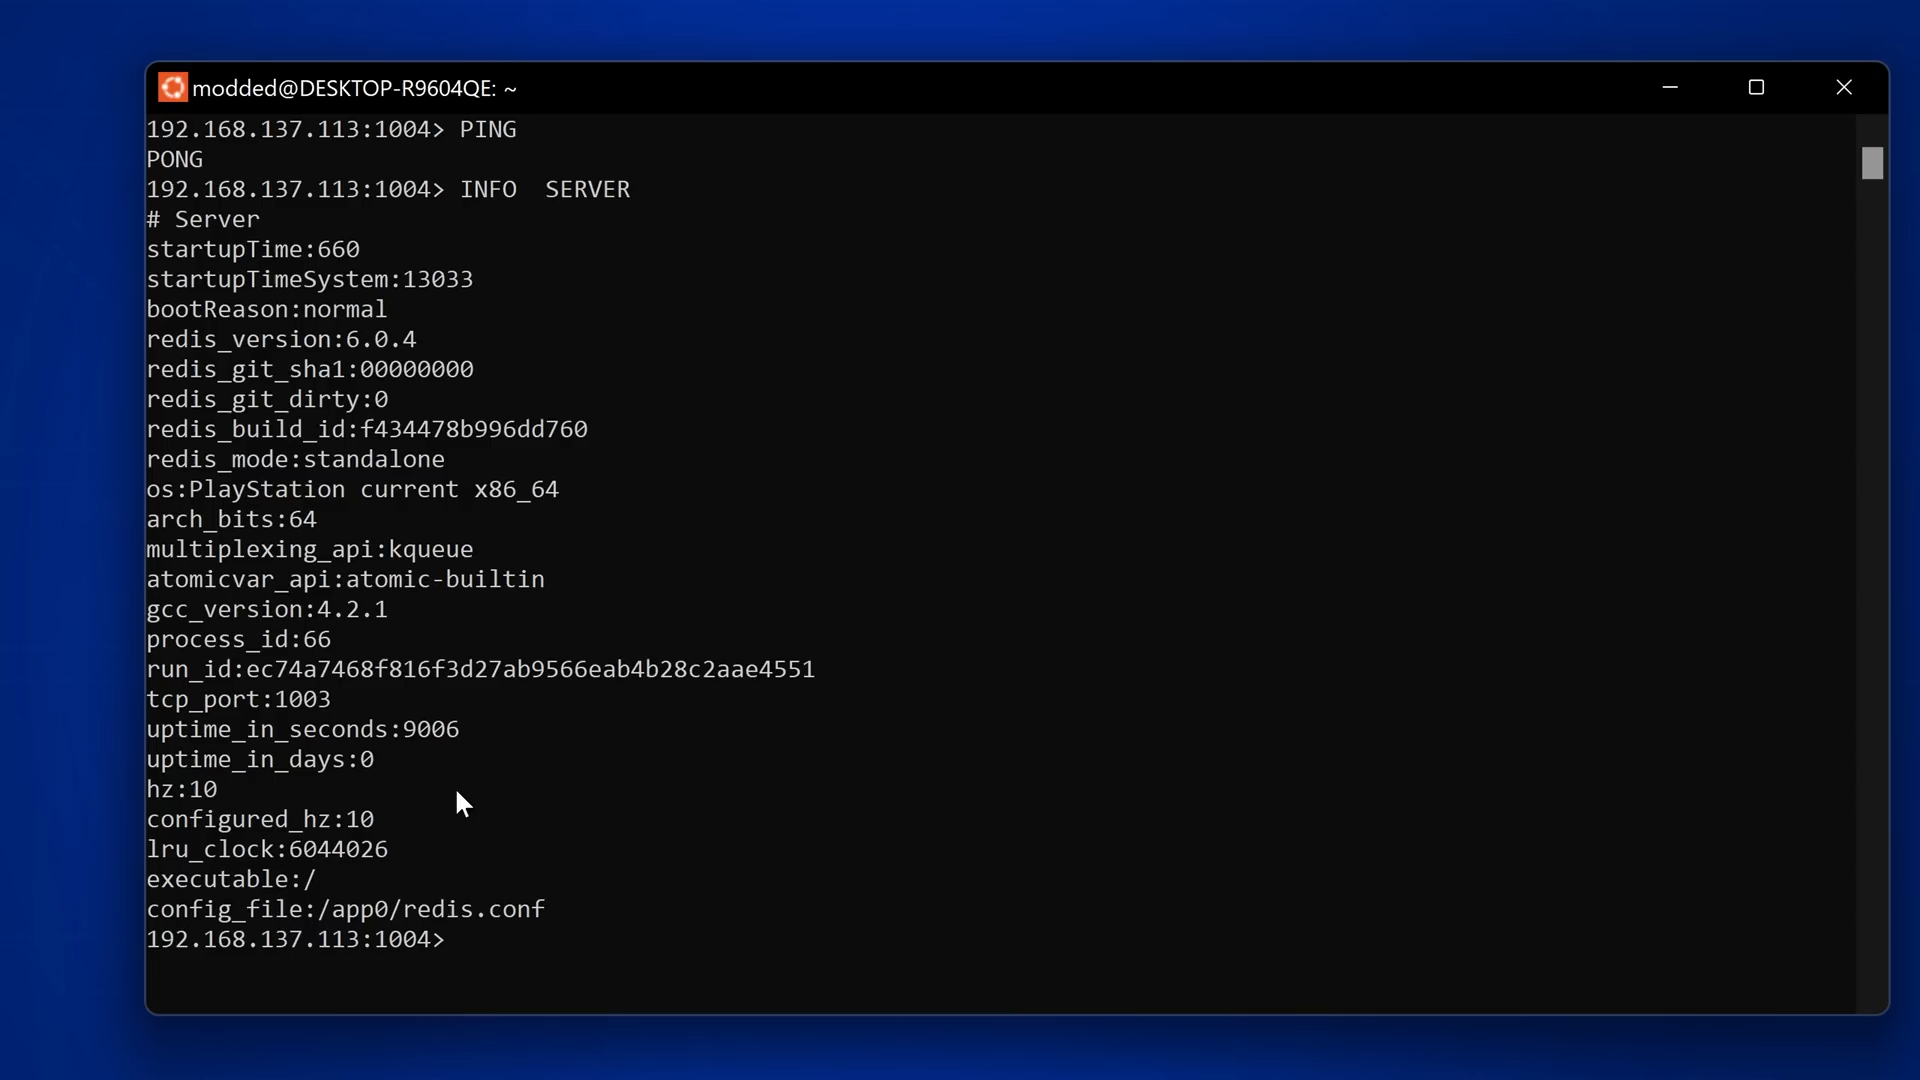 modded@DESKTOP-R9604QE: ~
192.168.137.113:1004> PING
PONG
192.168.137.113:1004> INFO  SERVER
# Server
startupTime:660
startupTimeSystem:13033
bootReason:normal
redis_version:6.0.4
redis_git_sha1:00000000
redis_git_dirty:0
redis_build_id:f434478b996dd760
redis_mode:standalone
os:PlayStation current x86_64
arch_bits:64
multiplexing_api:kqueue
atomicvar_api:atomic-builtin
gcc_version:4.2.1
process_id:66
run_id:ec74a7468f816f3d27ab9566eab4b28c2aae4551
tcp_port:1003
uptime_in_seconds:9006
uptime_in_days:0
hz:10
configured_hz:10
lru_clock:6044026
executable:/
config_file:/app0/redis.conf
192.168.137.113:1004>